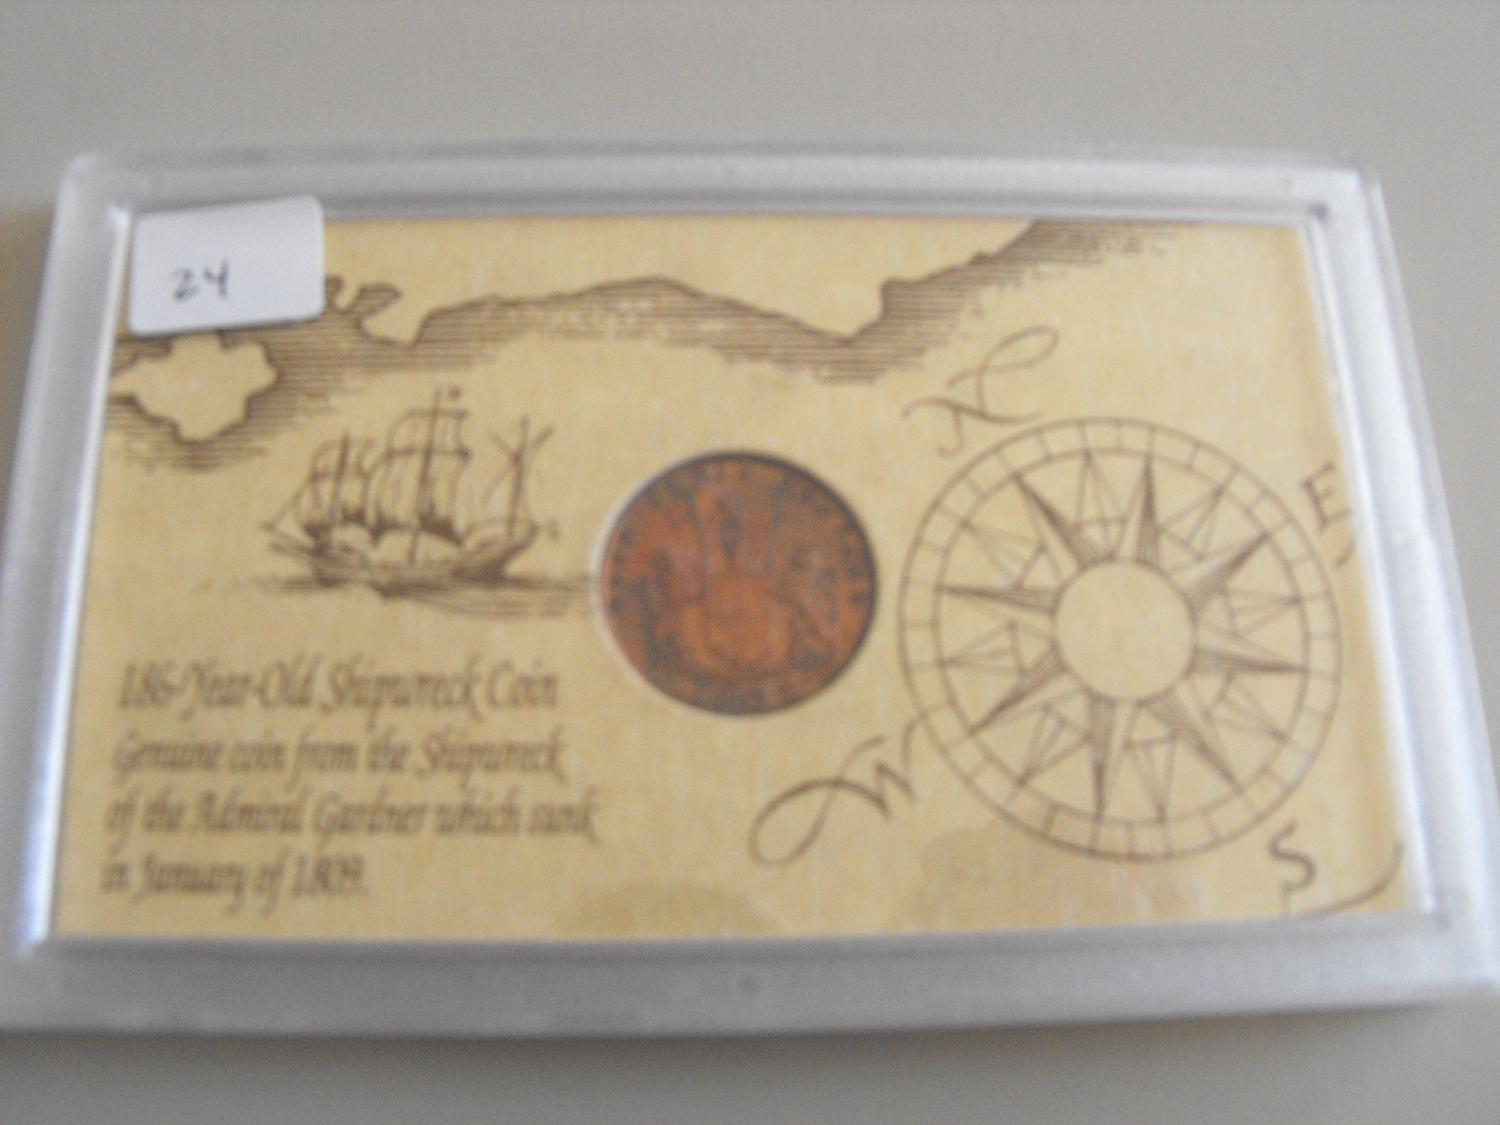 24
N
E
186-Year-Old Shipwreck Coin
Genuine coin from the Shipwreck
of the Admiral Gardner which sunk
in January of 1809.
W
S